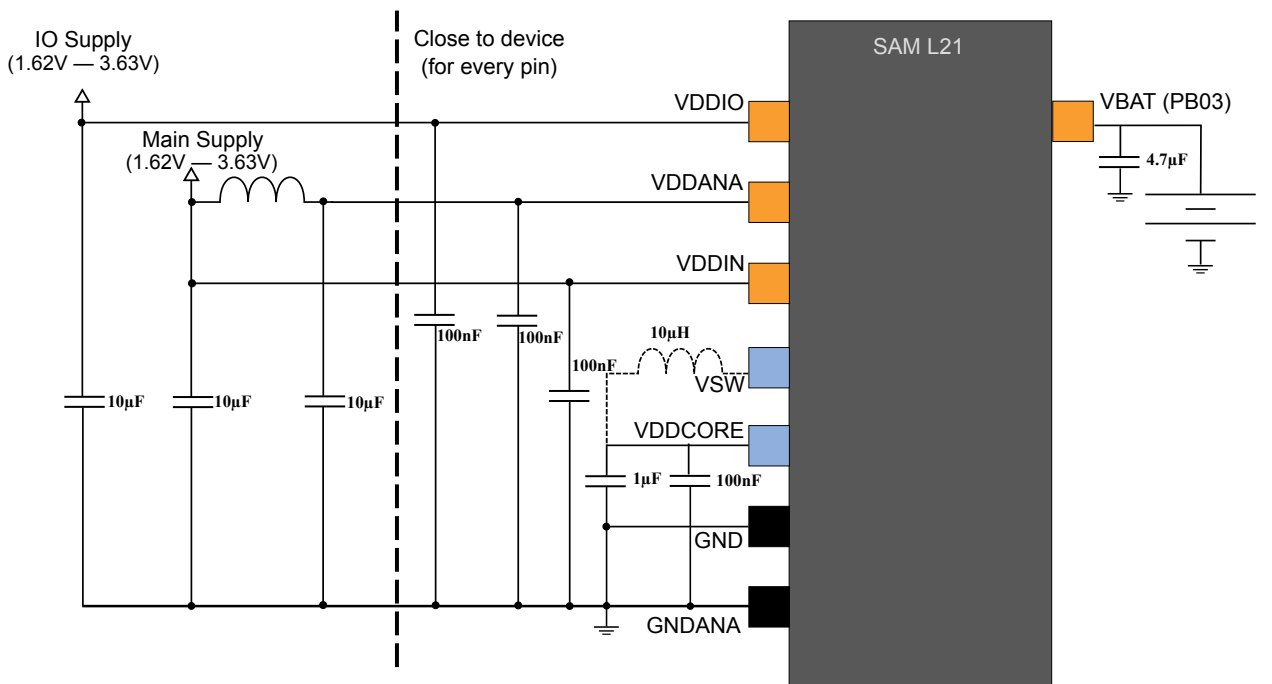 IO Supply
(1.62V — 3.63V)
Close to device
(for every pin)
SAM L21
VDDIO
VBAT (PB03)
Main Supply
(1.62V — 3.63V)
4.7µF
VDDANA
VDDIN
100nF
100nF
10µH
100nF
VSW
10µF
10µF
10µF
VDDCORE
1µF
100nF
GND
GNDANA